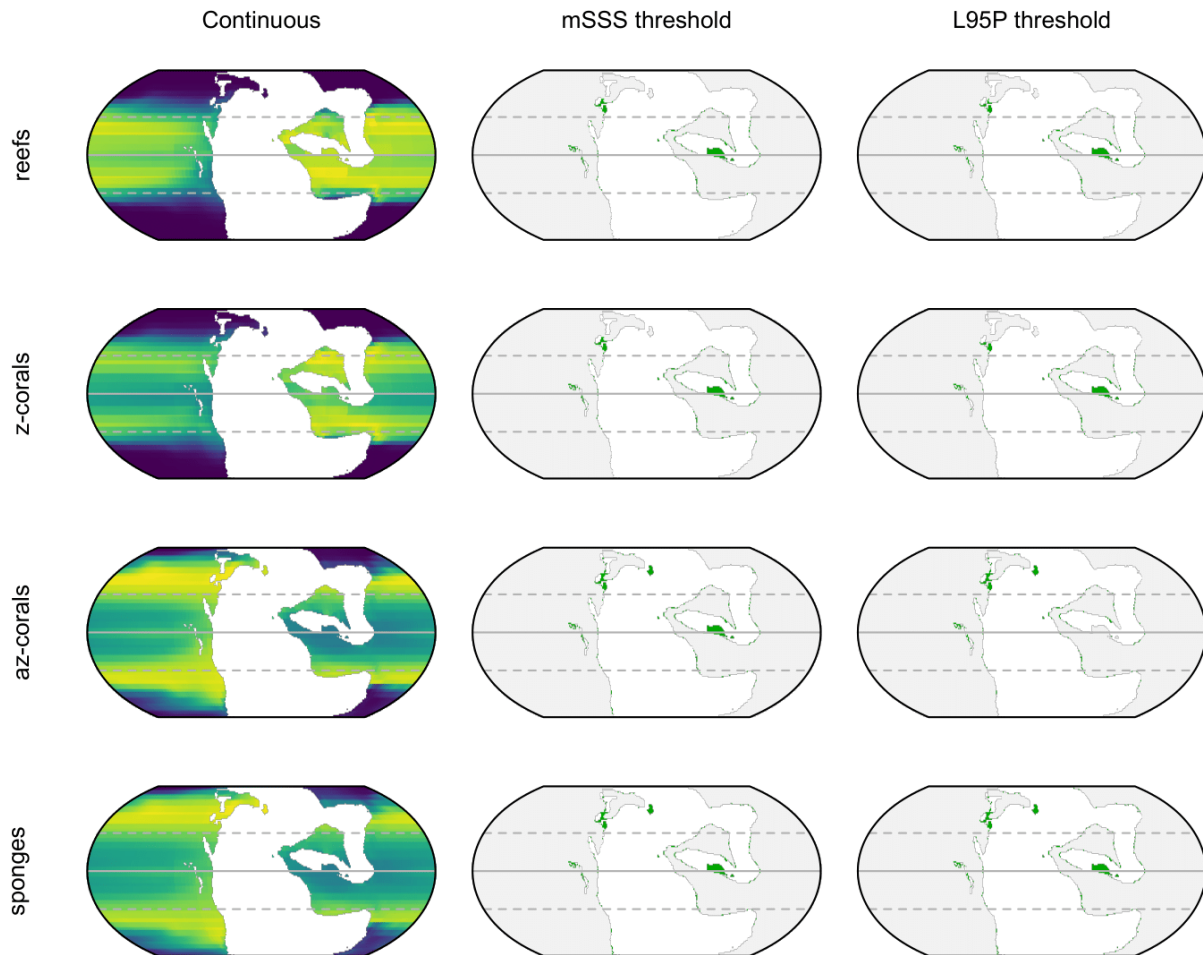 Continuous mSSS threshold L95P threshold
reefs
z-corals
az-corals
sponges